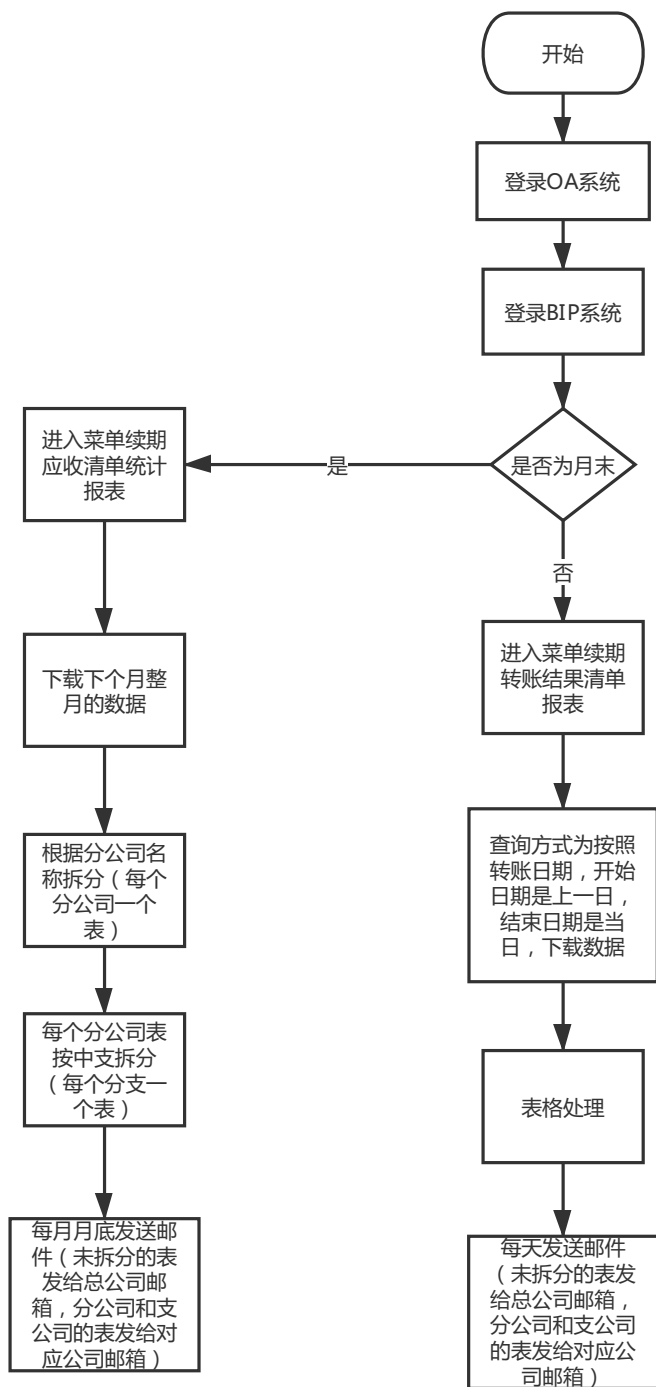 开始
登录OA系统
登录BIP系统
是否为月末
是
进入菜单续期
应收清单统计
报表
下载下个月整
月的数据
根据分公司名
称拆分（每个
分公司一个
表）
每个分公司表
按中支拆分
（每个分支一
个表）
每月月底发送邮
件（未拆分的表
发给总公司邮
箱，分公司和支
公司的表发给对
应公司邮箱）
否
进入菜单续期
转账结果清单
报表
查询方式为按照
转账日期，开始
日期是上一日，
结束日期是当
日，下载数据
表格处理
每天发送邮件
（未拆分的表发
给总公司邮箱，
分公司和支公司
的表发给对应公
司邮箱）